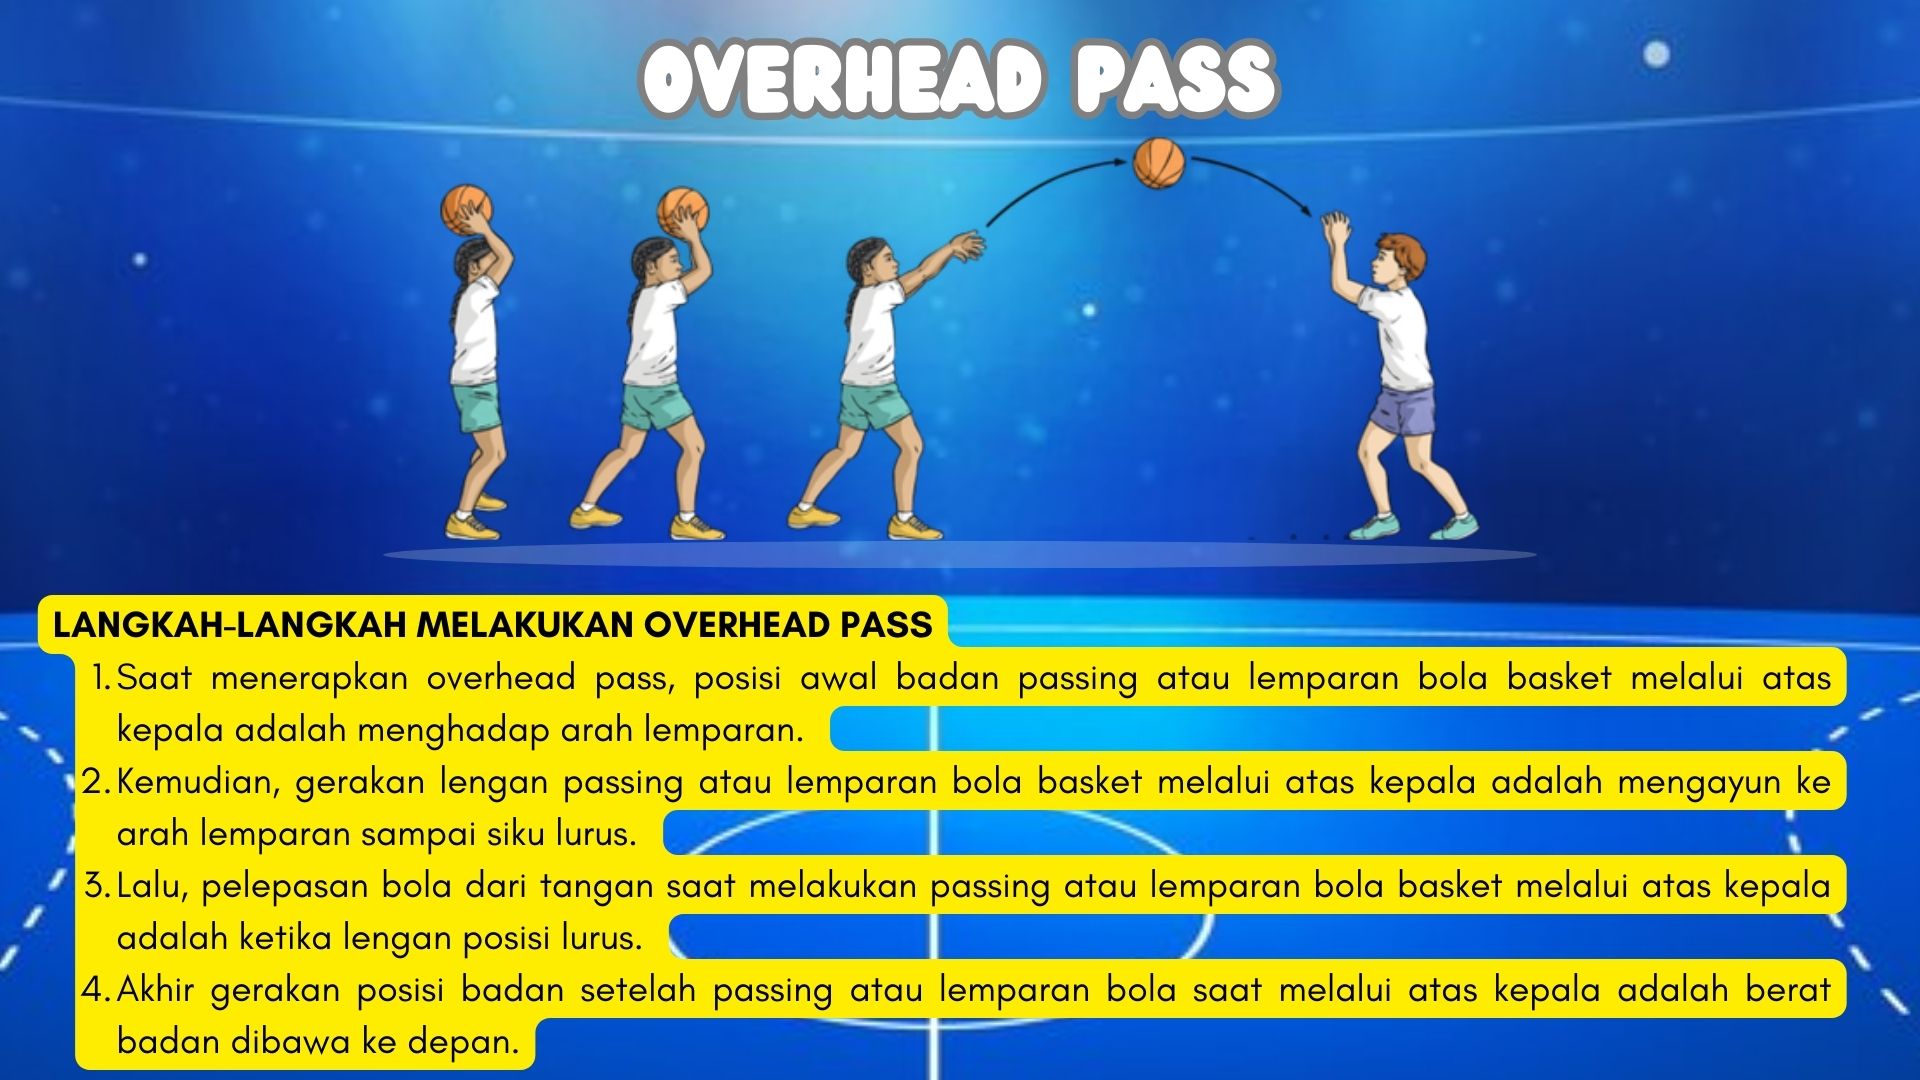 OVERHEAD PASS
LANGKAH-LANGKAH MELAKUKAN OVERHEAD PASS
1. Saat menerapkan overhead pass, posisi awal badan passing atau lemparan bola basket melalui atas
kepala adalah menghadap arah lemparan.
2. Kemudian, gerakan lengan passing atau lemparan bola basket melalui atas kepala adalah mengayun ke
arah lemparan sampai siku lurus.
3. Lalu, pelepasan bola dari tangan saat melakukan passing atau lemparan bola basket melalui atas kepala
adalah ketika lengan posisi lurus.
4. Akhir gerakan posisi badan setelah passing atau lemparan bola saat melalui atas kepala adalah berat
badan dibawa ke depan.